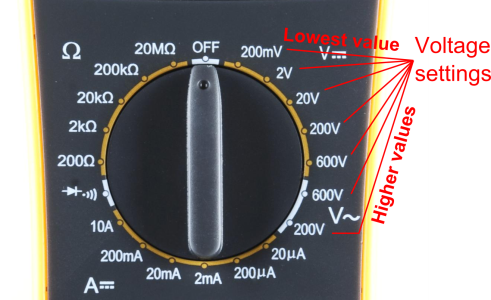 Ω
20MΩ
OFF
200mV
Lowest value
V⎓
Voltage
settings
200kΩ
2V
20kΩ
20V
2kΩ
200V
200Ω
600V
Higher values
600V
V~
10A
200V
200mA
20µA
20mA
2mA
200µA
A⎓